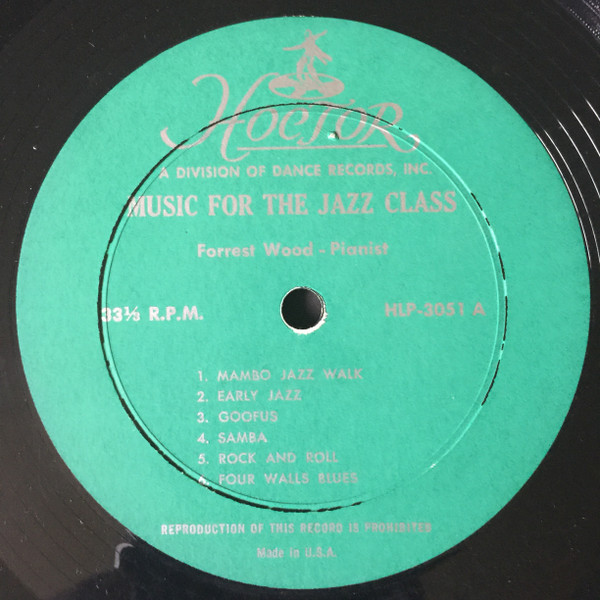 Hoctor
A DIVISION OF DANCE RECORDS, INC.
MUSIC FOR THE JAZZ CLASS
Forrest Wood - Pianist
33⅓ R.P.M.
HLP-3051 A
1. MAMBO JAZZ WALK
2. EARLY JAZZ
3. GOOFUS
4. SAMBA
5. ROCK AND ROLL
6. FOUR WALLS BLUES
REPRODUCTION OF THIS RECORD IS PROHIBITED
Made in U.S.A.